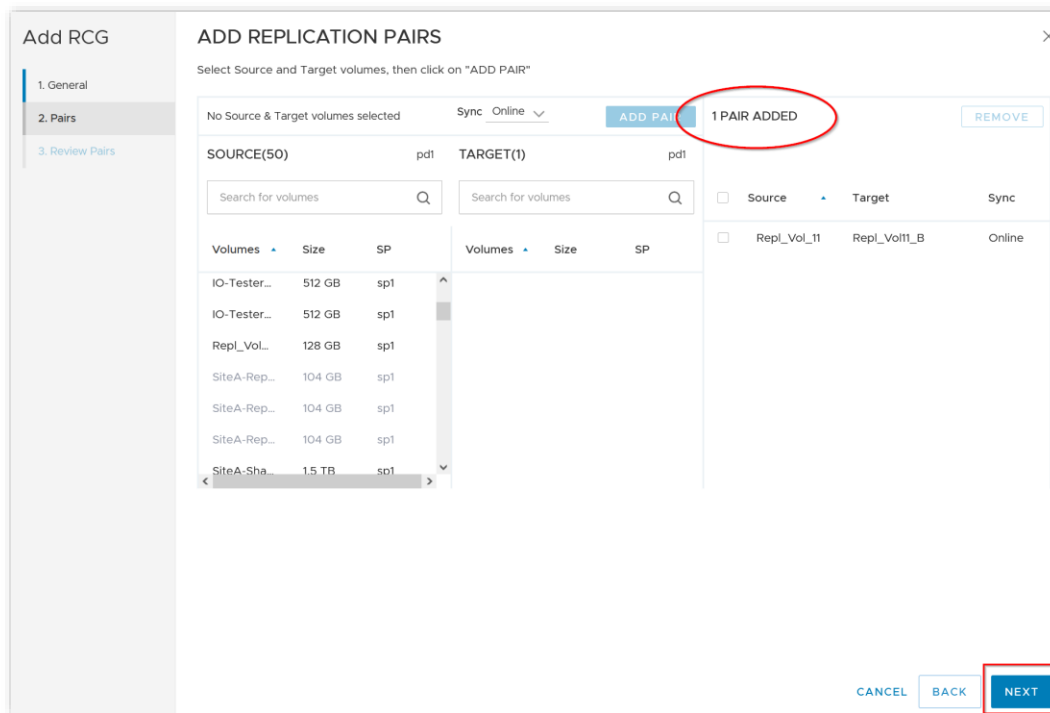 Add RCG
1. General
2. Pairs
3. Review Pairs
ADD REPLICATION PAIRS
Select Source and Target volumes, then click on "ADD PAIR"
No Source & Target volumes selected
Sync Online
ADD PAI
1 PAIR ADDED
REMOVE
SOURCE(50) pd1
TARGET(1) pd1
Search for volumes
Search for volumes
Source Target Sync
Repl_Vol_11 Repl_Vol11_B Online
Volumes Size SP
Volumes Size SP
IO-Tester... 512 GB sp1
IO-Tester... 512 GB sp1
Repl_Vol... 128 GB sp1
SiteA-Rep... 104 GB sp1
SiteA-Rep... 104 GB sp1
SiteA-Rep... 104 GB sp1
SiteA-Sha... 1.5 TB sp1
CANCEL
BACK
NEXT